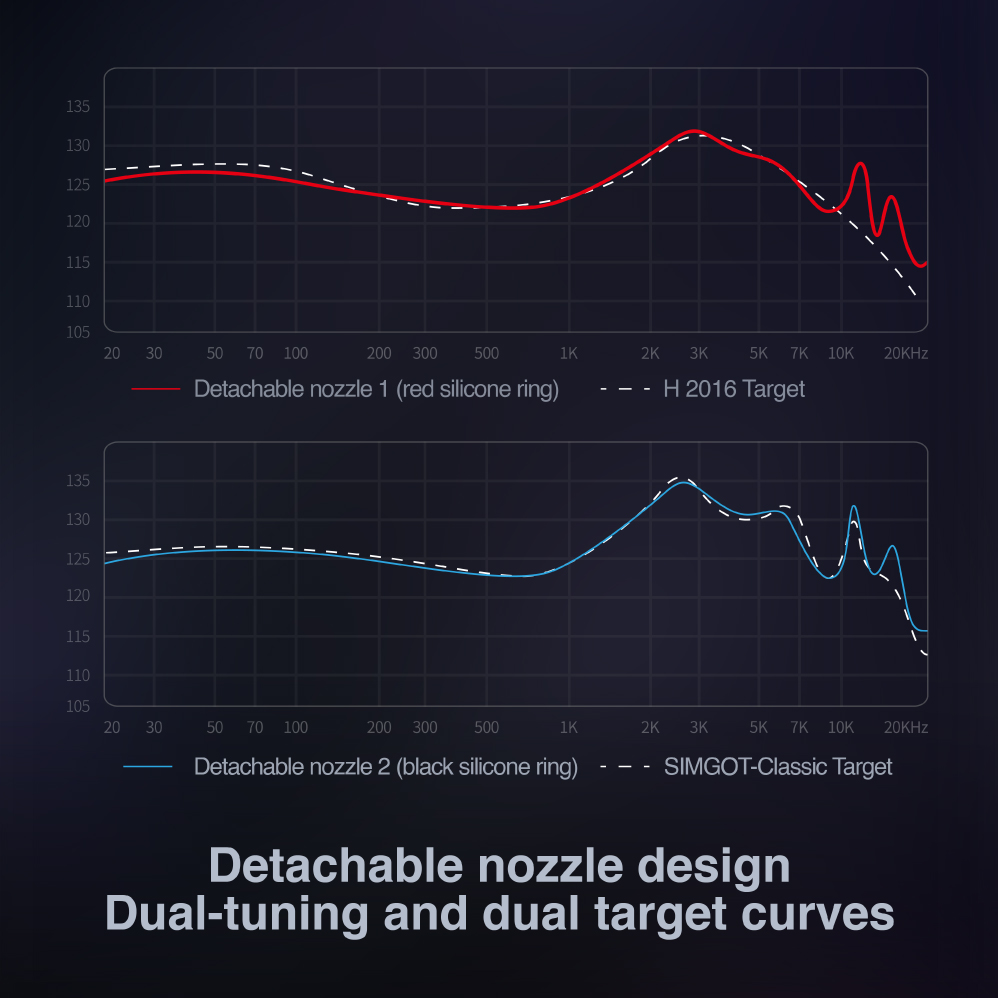 135
130
125
120
115
110
105
20 30 50 70 100 200 300 500 1K 2K 3K 5K 7K 10K 20KHz
Detachable nozzle 1 (red silicone ring) H 2016 Target
135
130
125
120
115
110
105
20 30 50 70 100 200 300 500 1K 2K 3K 5K 7K 10K 20KHz
Detachable nozzle 2 (black silicone ring) SIMGOT-Classic Target
Detachable nozzle design
Dual-tuning and dual target curves